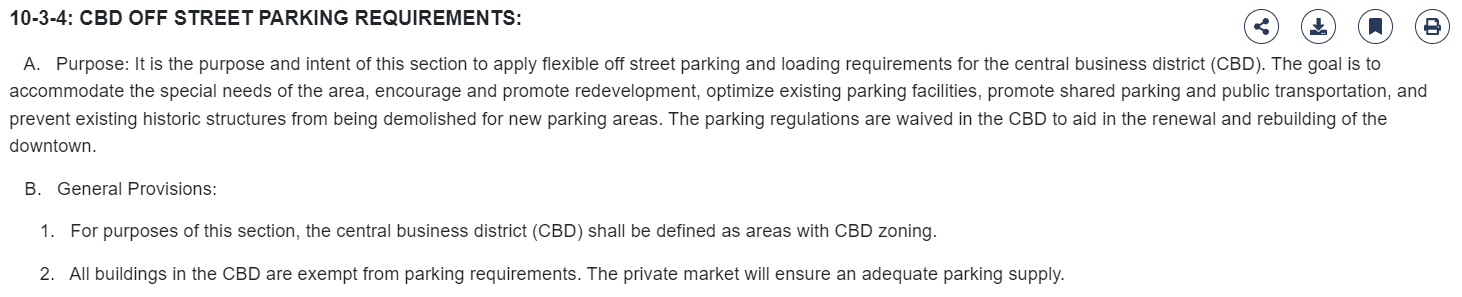 10-3-4: CBD OFF STREET PARKING REQUIREMENTS:
A. Purpose: It is the purpose and intent of this section to apply flexible off street parking and loading requirements for the central business district (CBD). The goal is to
accommodate the special needs of the area, encourage and promote redevelopment, optimize existing parking facilities, promote shared parking and public transportation, and
prevent existing historic structures from being demolished for new parking areas. The parking regulations are waived in the CBD to aid in the renewal and rebuilding of the
downtown.
B. General Provisions:
1. For purposes of this section, the central business district (CBD) shall be defined as areas with CBD zoning.
2. All buildings in the CBD are exempt from parking requirements. The private market will ensure an adequate parking supply.